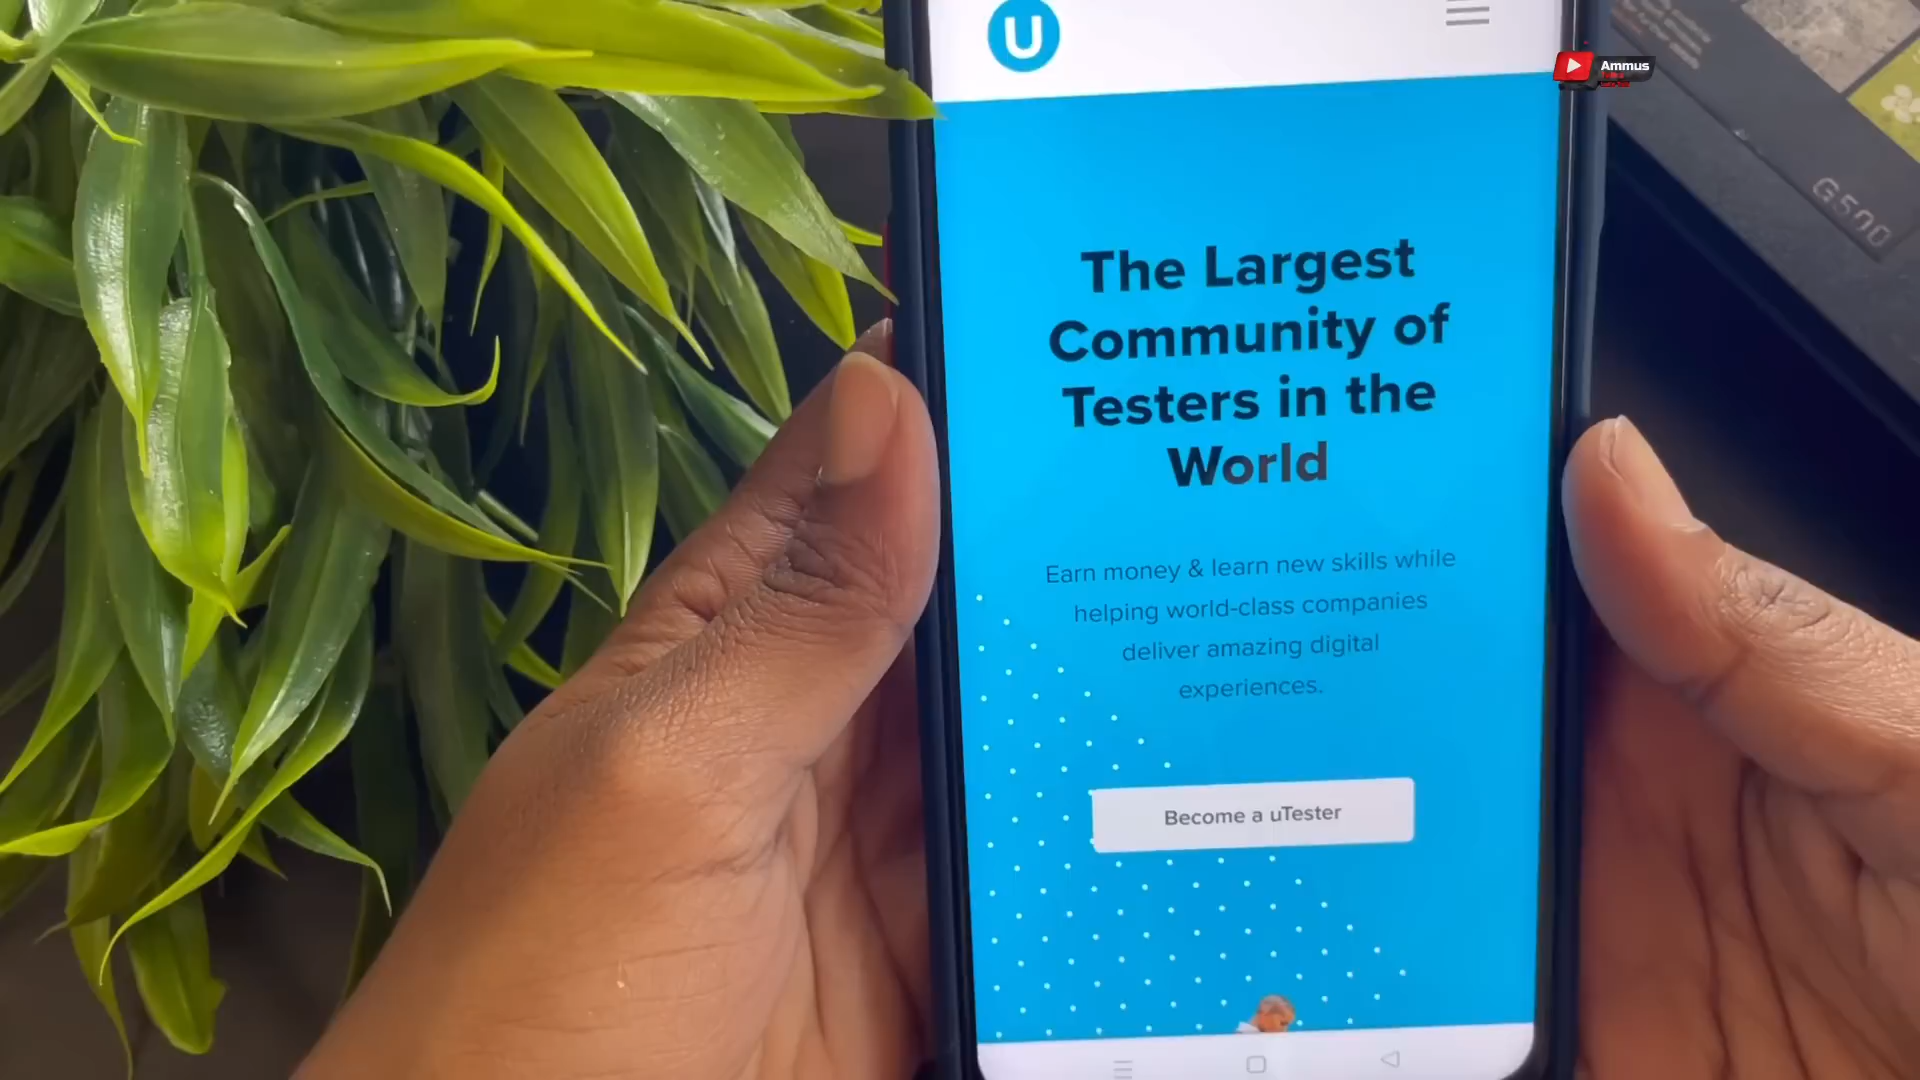 U
Ammus
The Largest
Community of
Testers in the
World
Earn money & learn new skills while
helping world-class companies
deliver amazing digital
experiences.
Become a uTester
G500